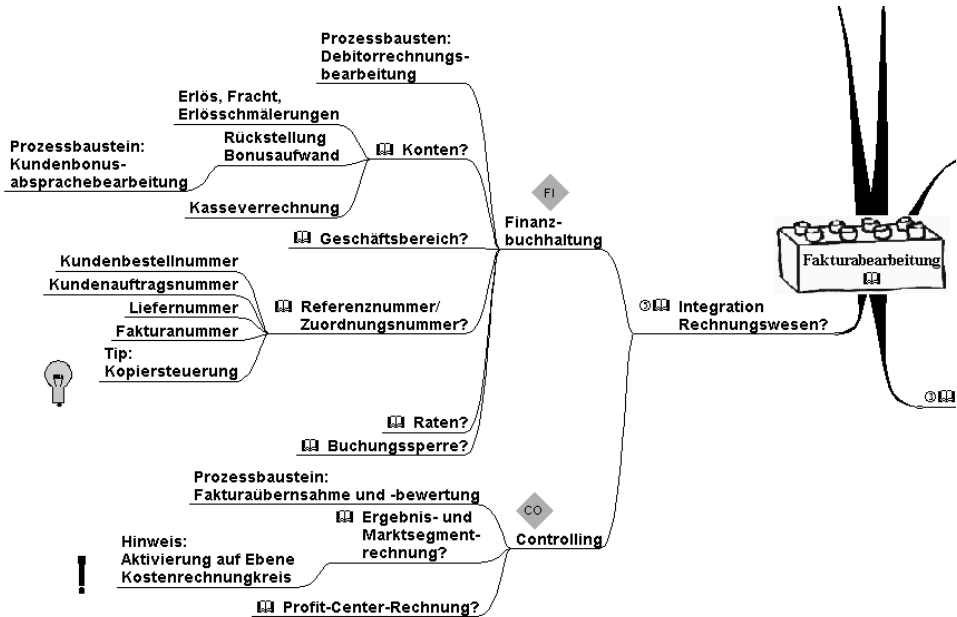 Prozessbausten:
Debitorrechnungs-
bearbeitung
Erlös, Fracht,
Erlösschmälerungen
Rückstellung
Bonusaufwand
Prozessbaustein:
Kundenbonus-
absprachebearbeitung
Konten?
Kasseverrechnung
FI
Finanz-
buchhaltung
Geschäftsbereich?
Kundenbestellnummer
Kundenauftragsnummer
Liefernummer
Fakturanummer
Tip:
Kopiersteuerung
Referenznummer/
Zuordnungsnummer?
Fakturabearbeitung
⑤ Integration
Rechnungswesen?
③
Raten?
Buchungssperre?
Prozessbaustein:
Fakturaübernsahme und -bewertung
CO
Controlling
Ergebnis- und
Marktsegment-
rechnung?
Hinweis:
Aktivierung auf Ebene
Kostenrechnungkreis
!
Profit-Center-Rechnung?